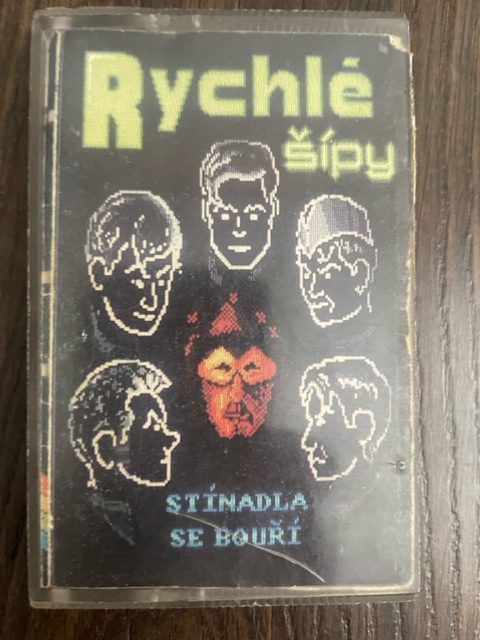 Rychlé
šípy
STÍNADLA
SE BOUŘÍ